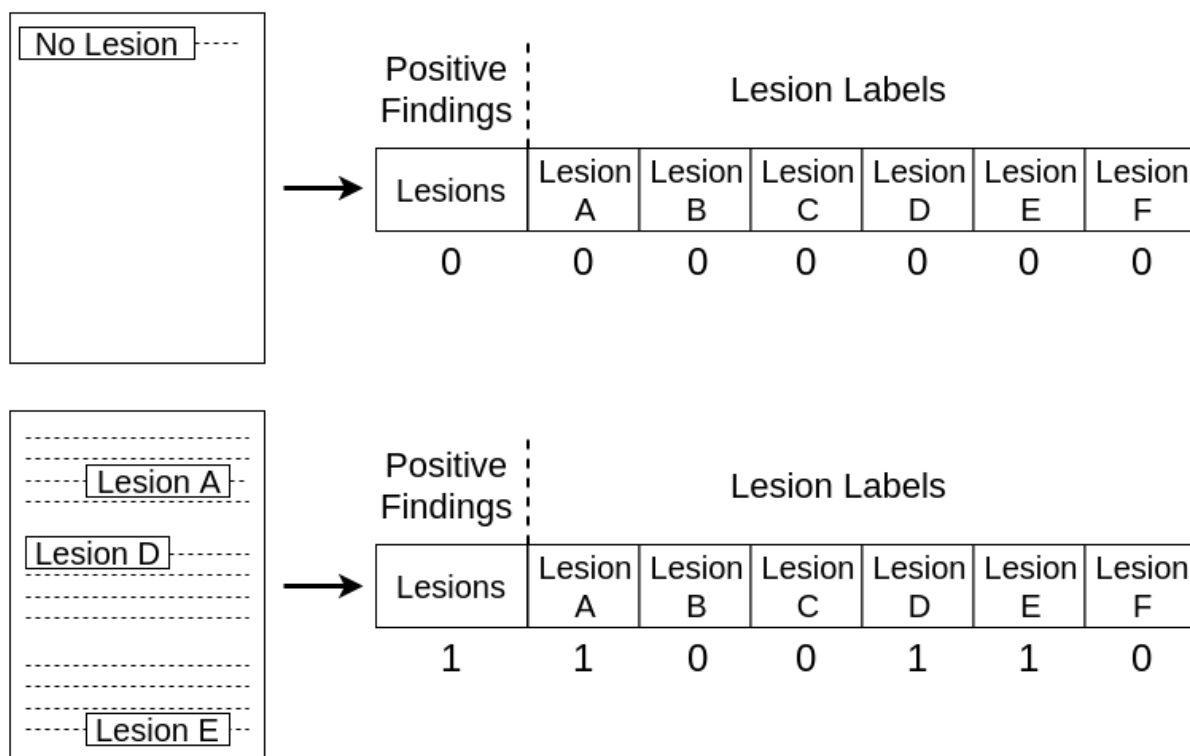 No Lesion
Positive
Findings
Lesion Labels
Lesions
Lesion A
Lesion B
Lesion C
Lesion D
Lesion E
Lesion F
0 0 0 0 0 0 0
Lesion A
Lesion D
Lesion E
Positive
Findings
Lesion Labels
Lesions
Lesion A
Lesion B
Lesion C
Lesion D
Lesion E
Lesion F
1 1 0 0 1 1 0